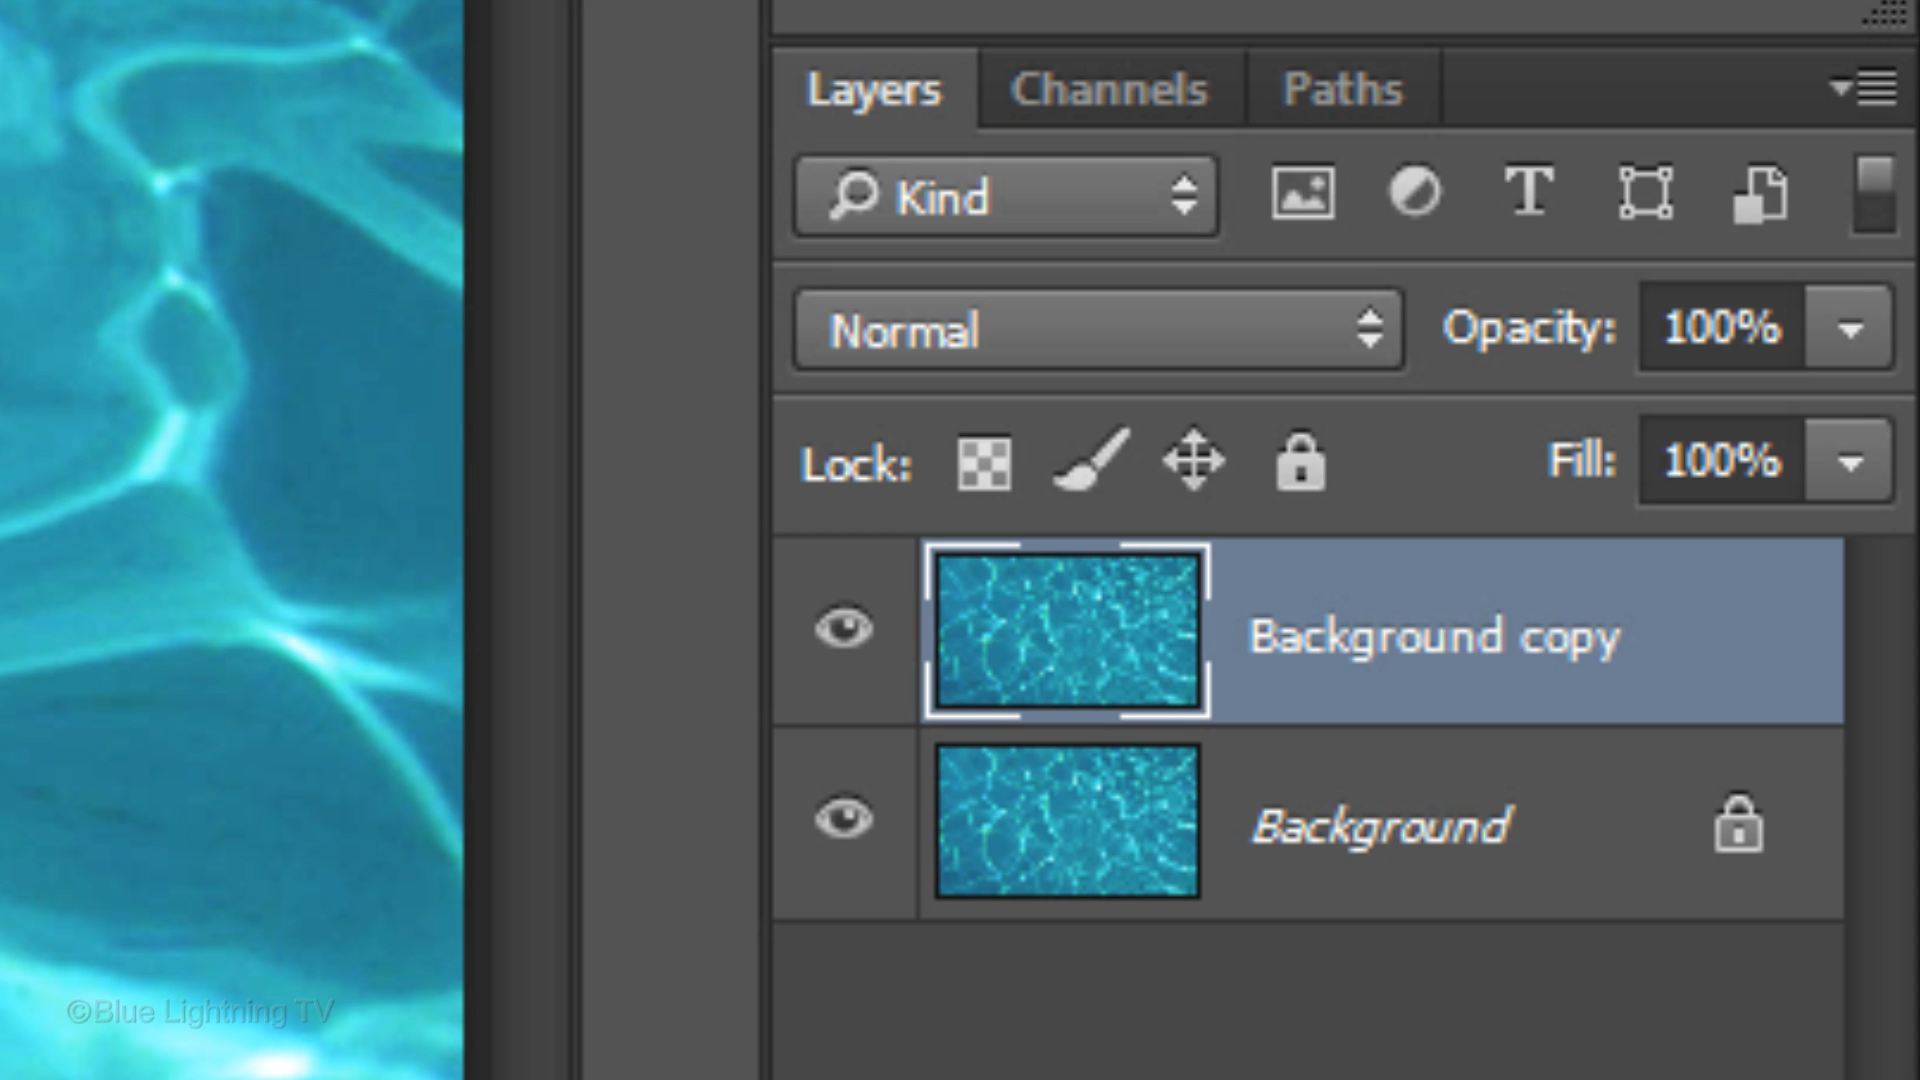 Layers Channels Paths
Kind T
Normal Opacity: 100%
Lock: Fill: 100%
Background copy
Background
©Blue Lightning TV